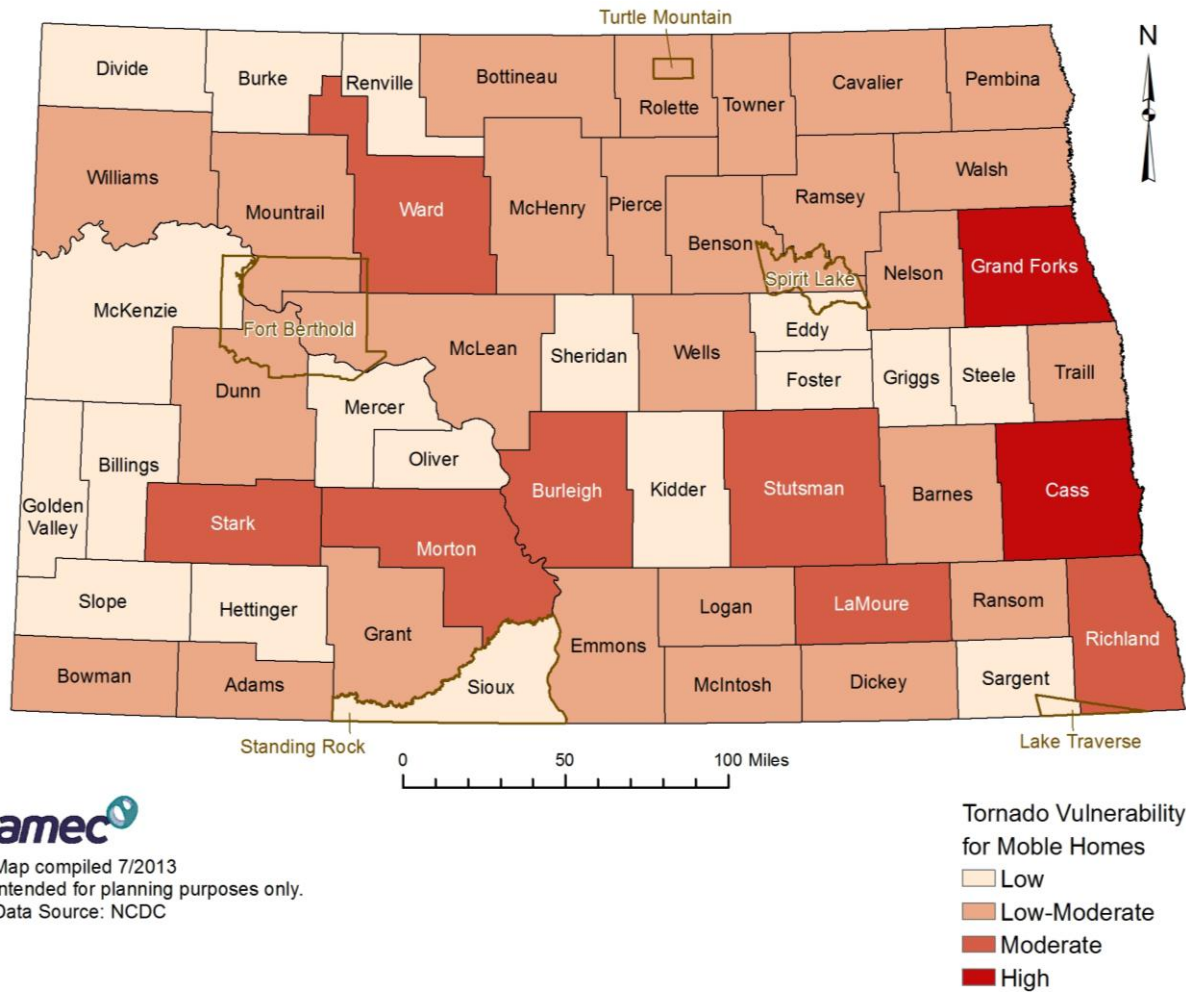 Turtle Mountain
N
Divide
Burke
Renville
Bottineau
Rolette
Towner
Cavalier
Pembina
Williams
Mountrail
Ward
McHenry
Pierce
Benson
Ramsey
Walsh
Nelson
Grand Forks
Spirit Lake
McKenzie
Fort Berthold
Dunn
McLean
Sheridan
Wells
Eddy
Foster
Griggs
Steele
Traill
Mercer
Oliver
Billings
Golden
Valley
Stark
Morton
Burleigh
Kidder
Stutsman
Barnes
Cass
Slope
Hettinger
Grant
Emmons
Logan
LaMoure
Ransom
Richland
Bowman
Adams
Sioux
McIntosh
Dickey
Sargent
Standing Rock
Lake Traverse
0 50 100 Miles
amec
Map compiled 7/2013
intended for planning purposes only.
Data Source: NCDC
Tornado Vulnerability
for Moble Homes
Low
Low-Moderate
Moderate
High